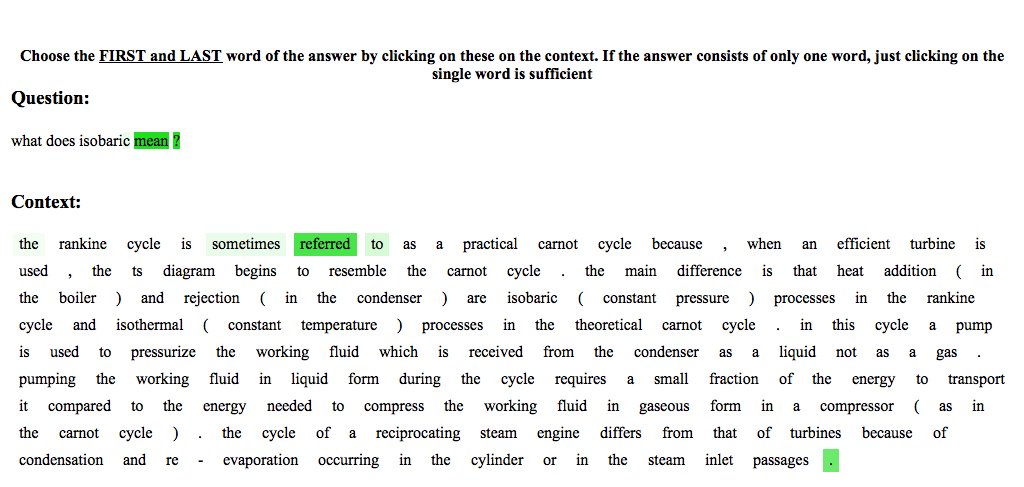 Choose the FIRST and LAST word of the answer by clicking on these on the context. If the answer consists of only one word, just clicking on the
single word is sufficient
Question:
what does isobaric mean ?
Context:
the rankine cycle is sometimes referred to as a practical carnot cycle because , when an efficient turbine is
used , the ts diagram begins to resemble the carnot cycle . the main difference is that heat addition ( in
the boiler ) and rejection ( in the condenser ) are isobaric ( constant pressure ) processes in the rankine
cycle and isothermal ( constant temperature ) processes in the theoretical carnot cycle . in this cycle a pump
is used to pressurize the working fluid which is received from the condenser as a liquid not as a gas .
pumping the working fluid in liquid form during the cycle requires a small fraction of the energy to transport
it compared to the energy needed to compress the working fluid in gaseous form in a compressor ( as in
the carnot cycle ) . the cycle of a reciprocating steam engine differs from that of turbines because of
condensation and re - evaporation occurring in the cylinder or in the steam inlet passages .